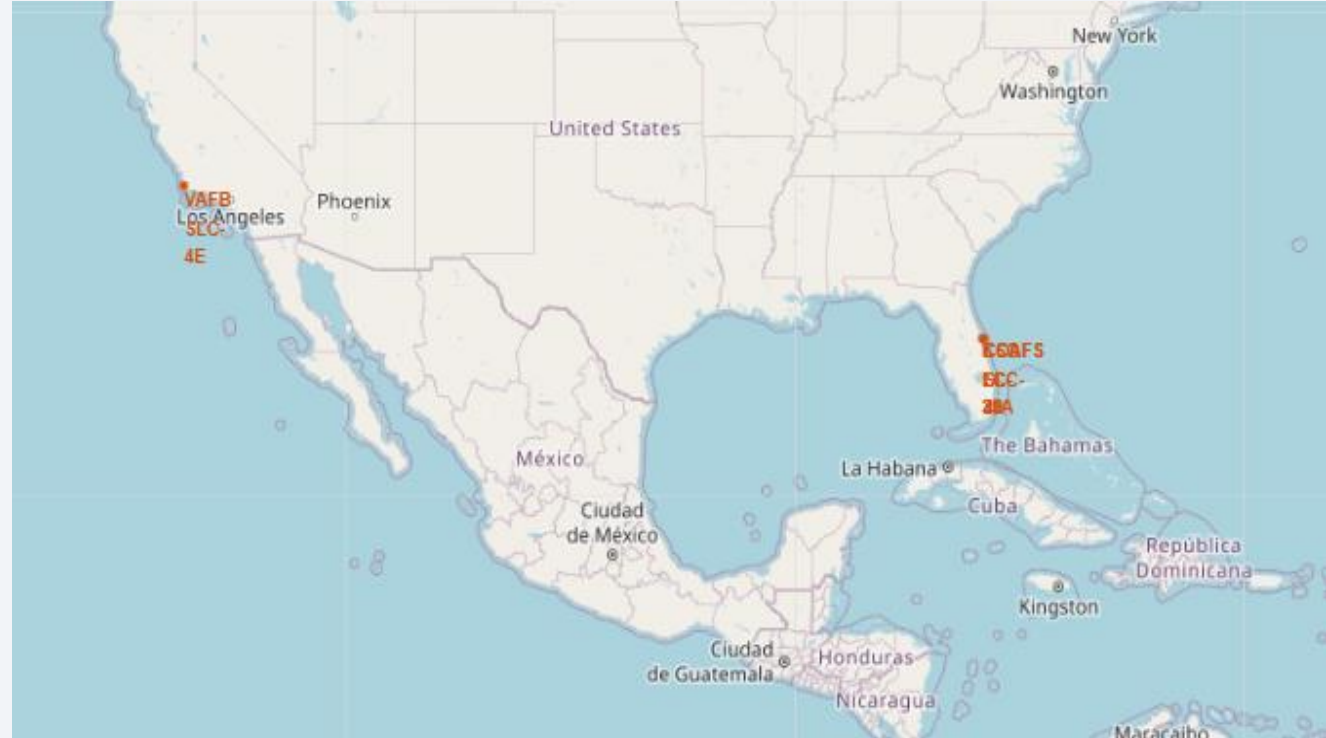 New York
Washington
United States
VAFB
SLC-
4E
Los Angeles
Phoenix
The Bahamas
La Habana
Cuba
México
Ciudad
de México
República
Dominicana
Kingston
Ciudad
de Guatemala
Honduras
Nicaragua
Maracaibo